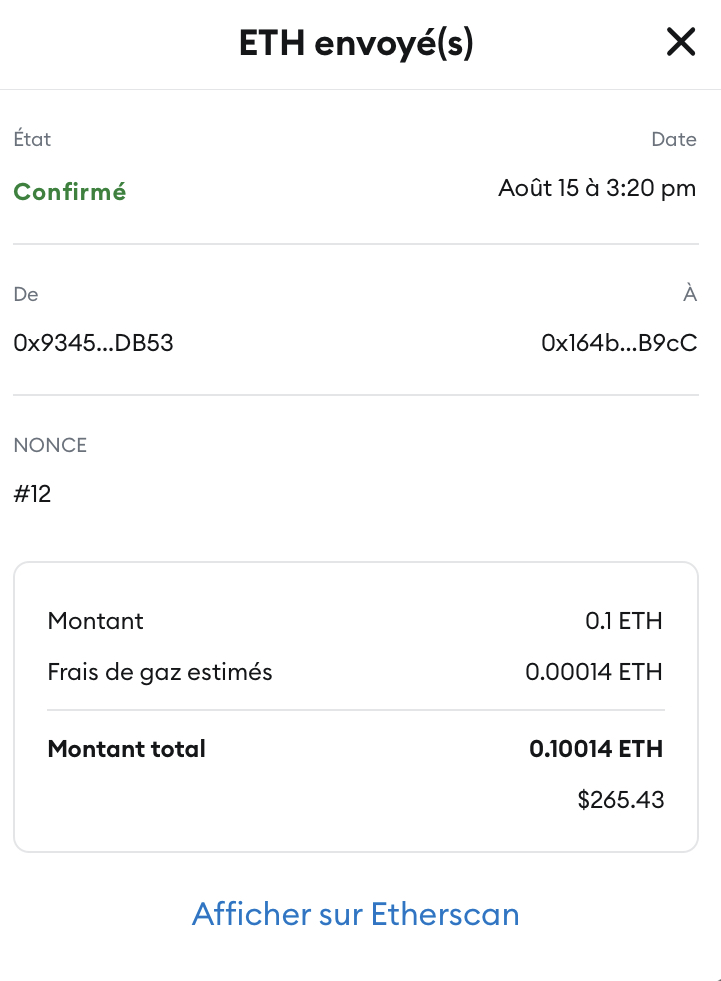 ETH envoyé(s)
État Date
Confirmé Août 15 à 3:20 pm
De À
0x9345...DB53 0x164b...B9cC
NONCE
#12
Montant 0.1 ETH
Frais de gaz estimés 0.00014 ETH
Montant total 0.10014 ETH
$265.43
Afficher sur Etherscan